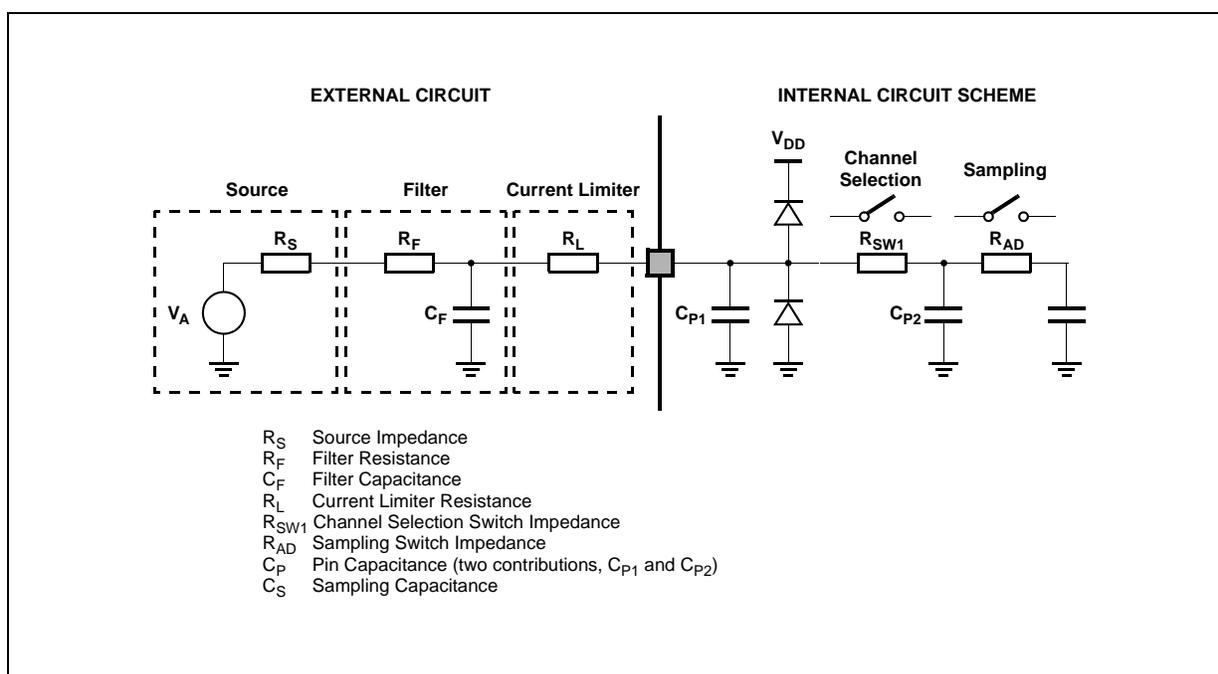 EXTERNAL CIRCUIT
INTERNAL CIRCUIT SCHEME
VDD
Channel
Selection
Sampling
Source
Filter
Current Limiter
RS
RF
RL
RSW1
RAD
VA
CF
CP1
CP2
RS Source Impedance
RF Filter Resistance
CF Filter Capacitance
RL Current Limiter Resistance
RSW1 Channel Selection Switch Impedance
RAD Sampling Switch Impedance
CP Pin Capacitance (two contributions, CP1 and CP2)
CS Sampling Capacitance